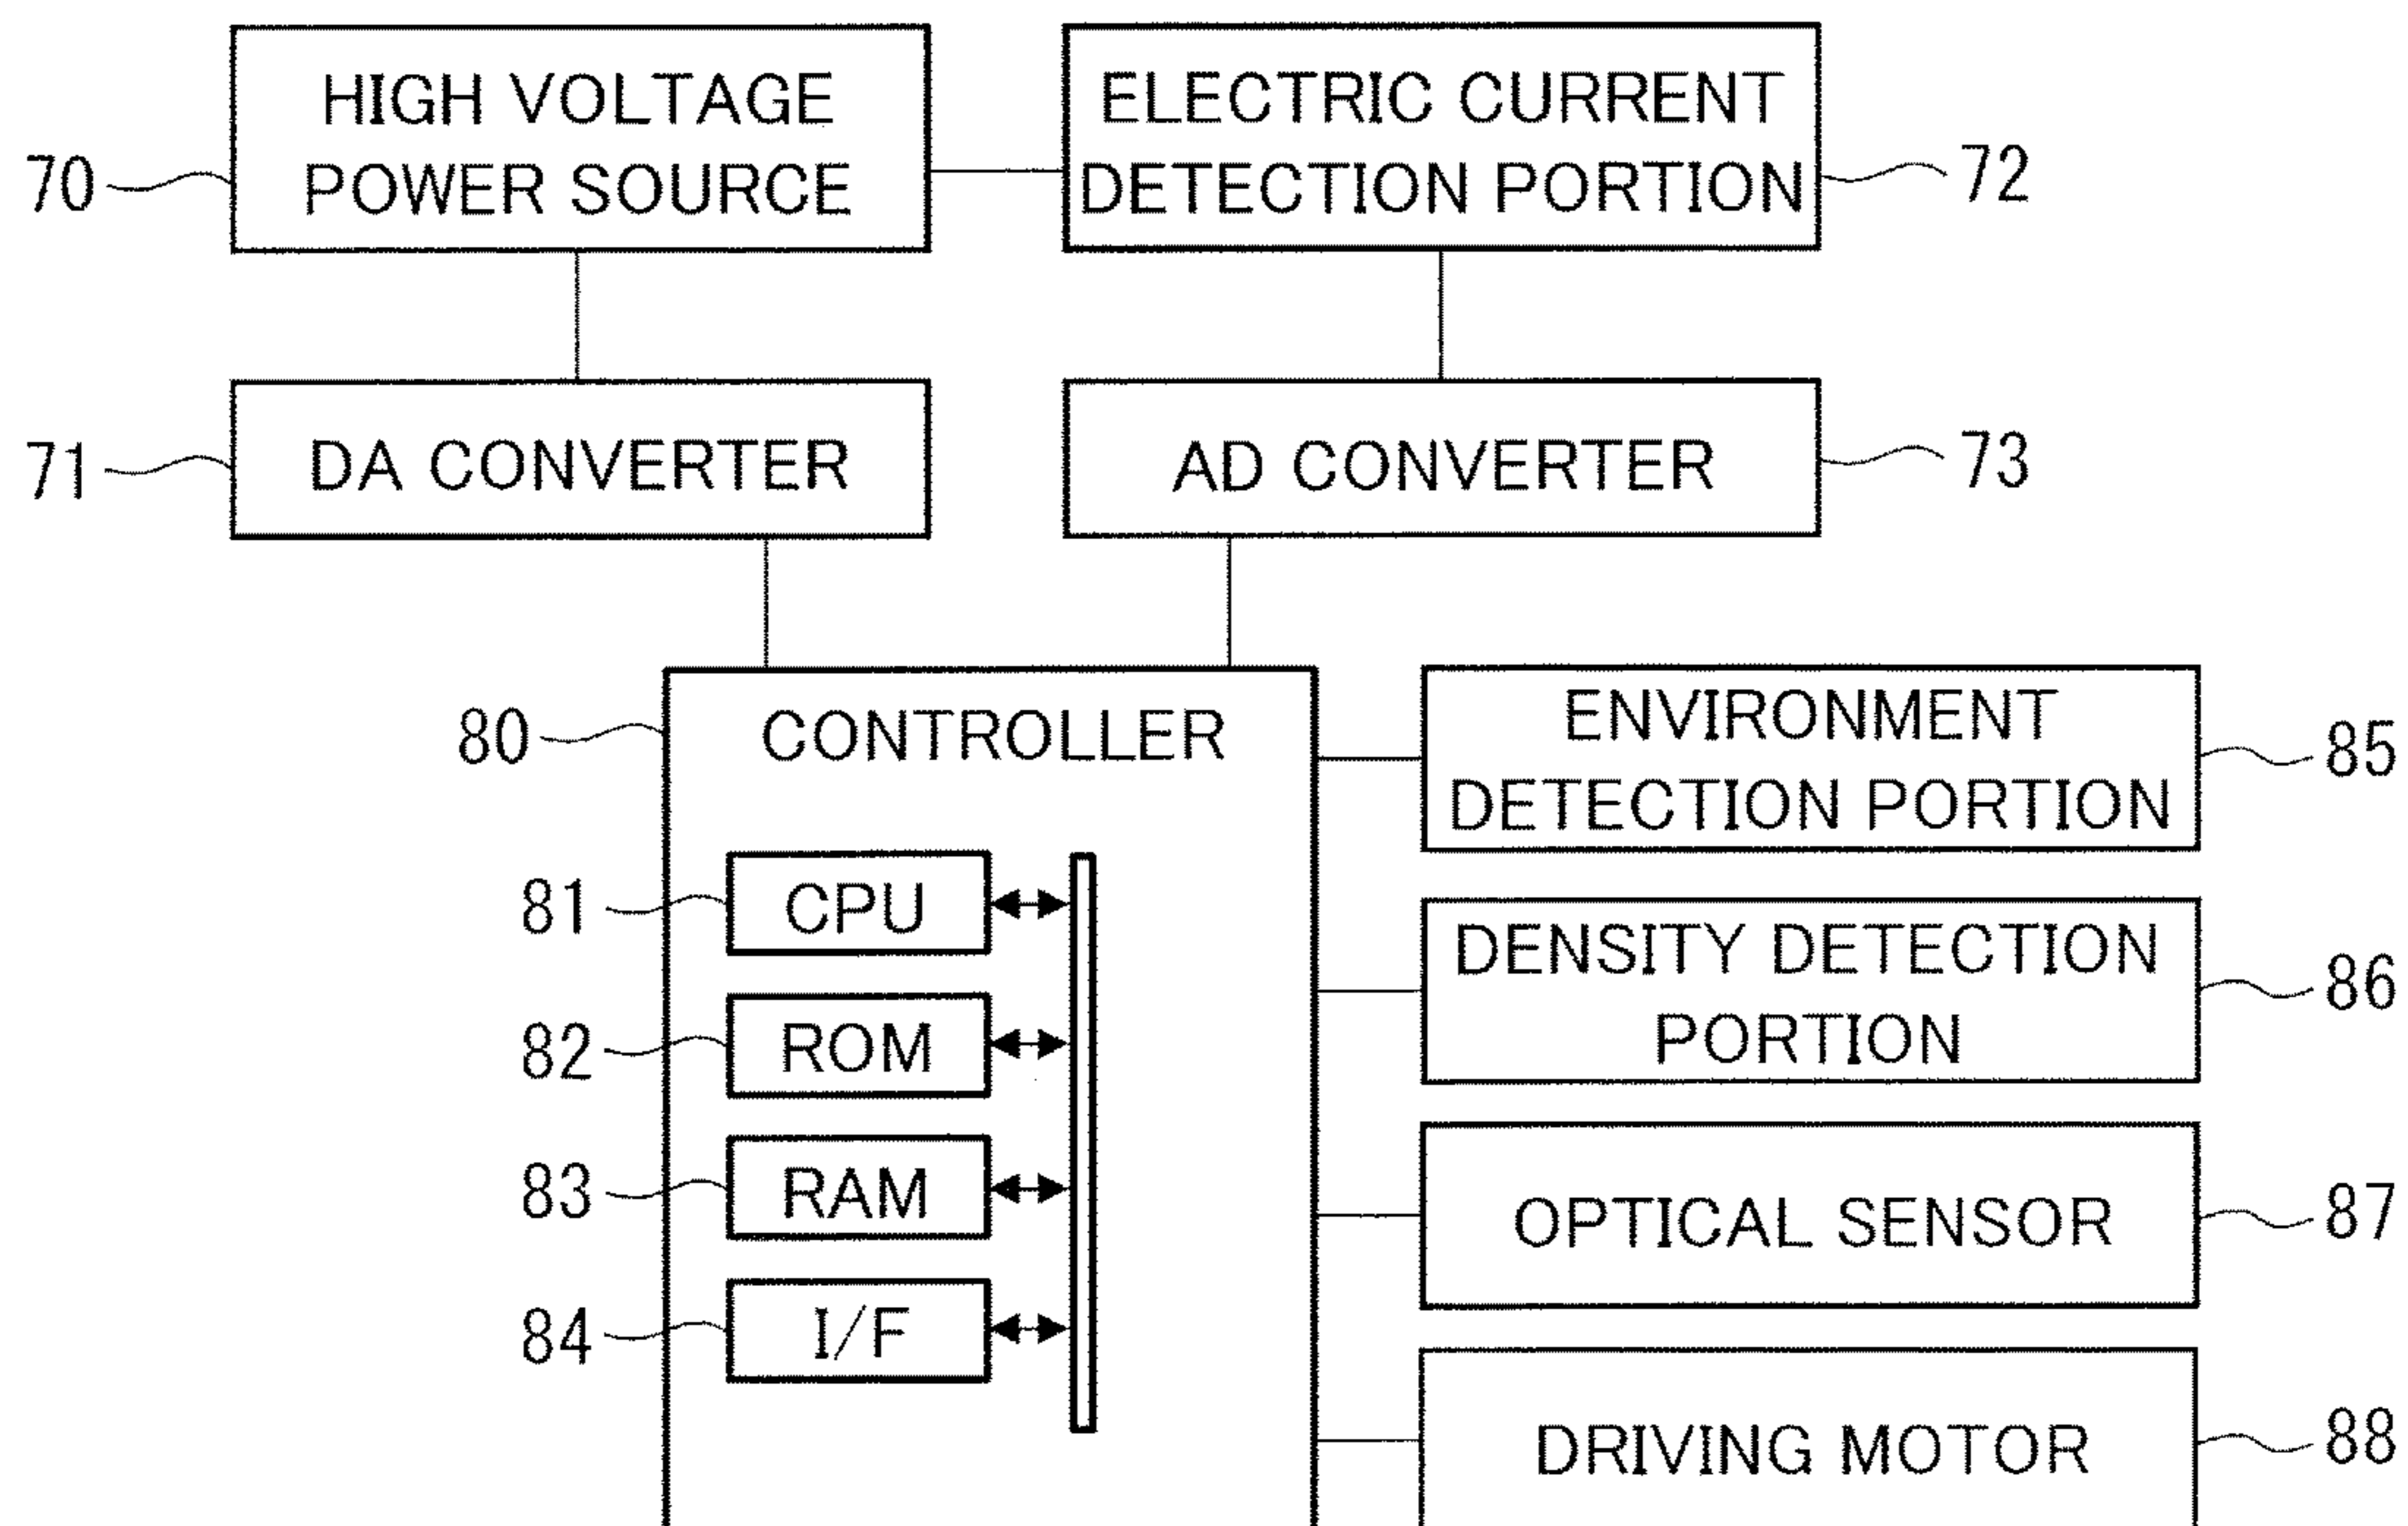 HIGH VOLTAGE
POWER SOURCE
70
ELECTRIC CURRENT
DETECTION PORTION
72
71
DA CONVERTER
AD CONVERTER
73
80
CONTROLLER
81
CPU
82
ROM
83
RAM
84
I/F
ENVIRONMENT
DETECTION PORTION
85
DENSITY DETECTION
PORTION
86
OPTICAL SENSOR
87
DRIVING MOTOR
88